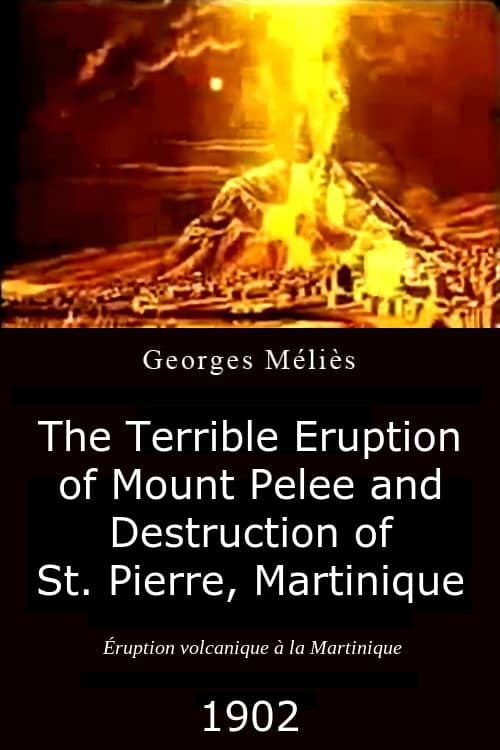 Georges Méliès
The Terrible Eruption
of Mount Pelee and
Destruction of
St. Pierre, Martinique
Éruption volcanique à la Martinique
1902